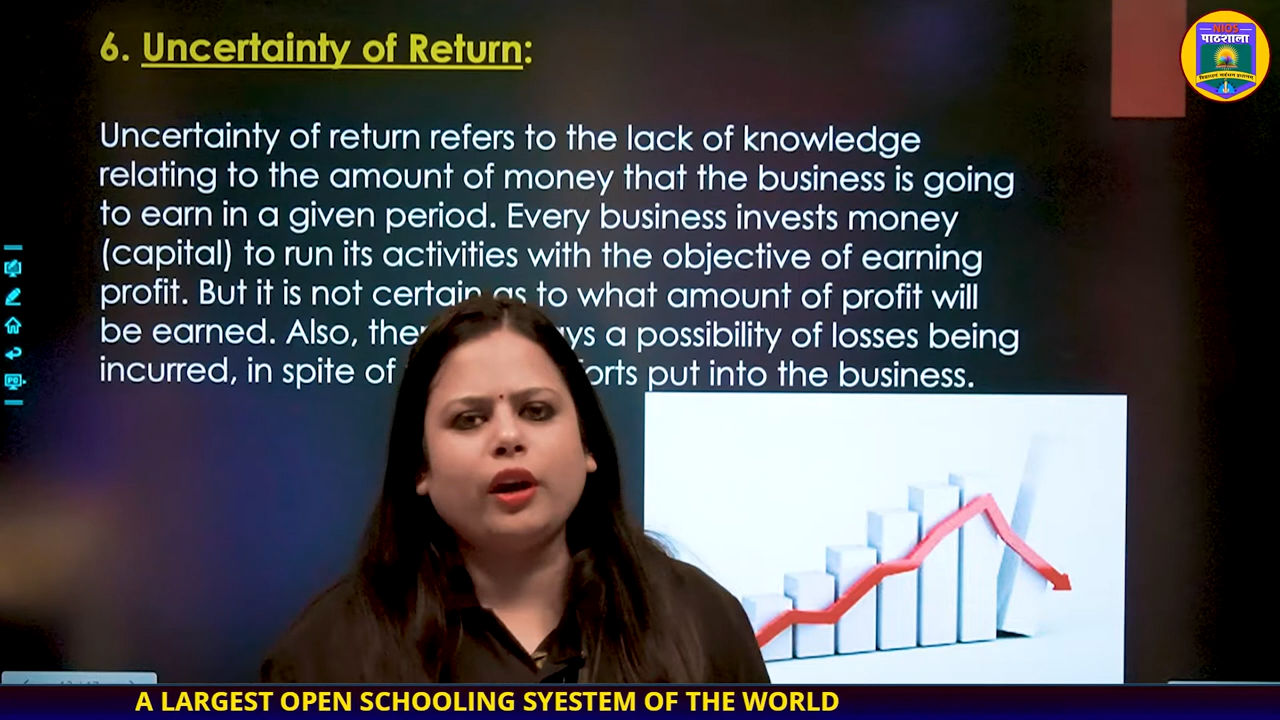 6. Uncertainty of Return:
NIOS
पाठशाला
Uncertainty of return refers to the lack of knowledge
relating to the amount of money that the business is going
to earn in a given period. Every business invests money
(capital) to run its activities with the objective of earning
profit. But it is not certain as to what amount of profit will
be earned. Also, a possibility of losses being
incurred, in spite of put into the business.
A LARGEST OPEN SCHOOLING SYESTEM OF THE WORLD